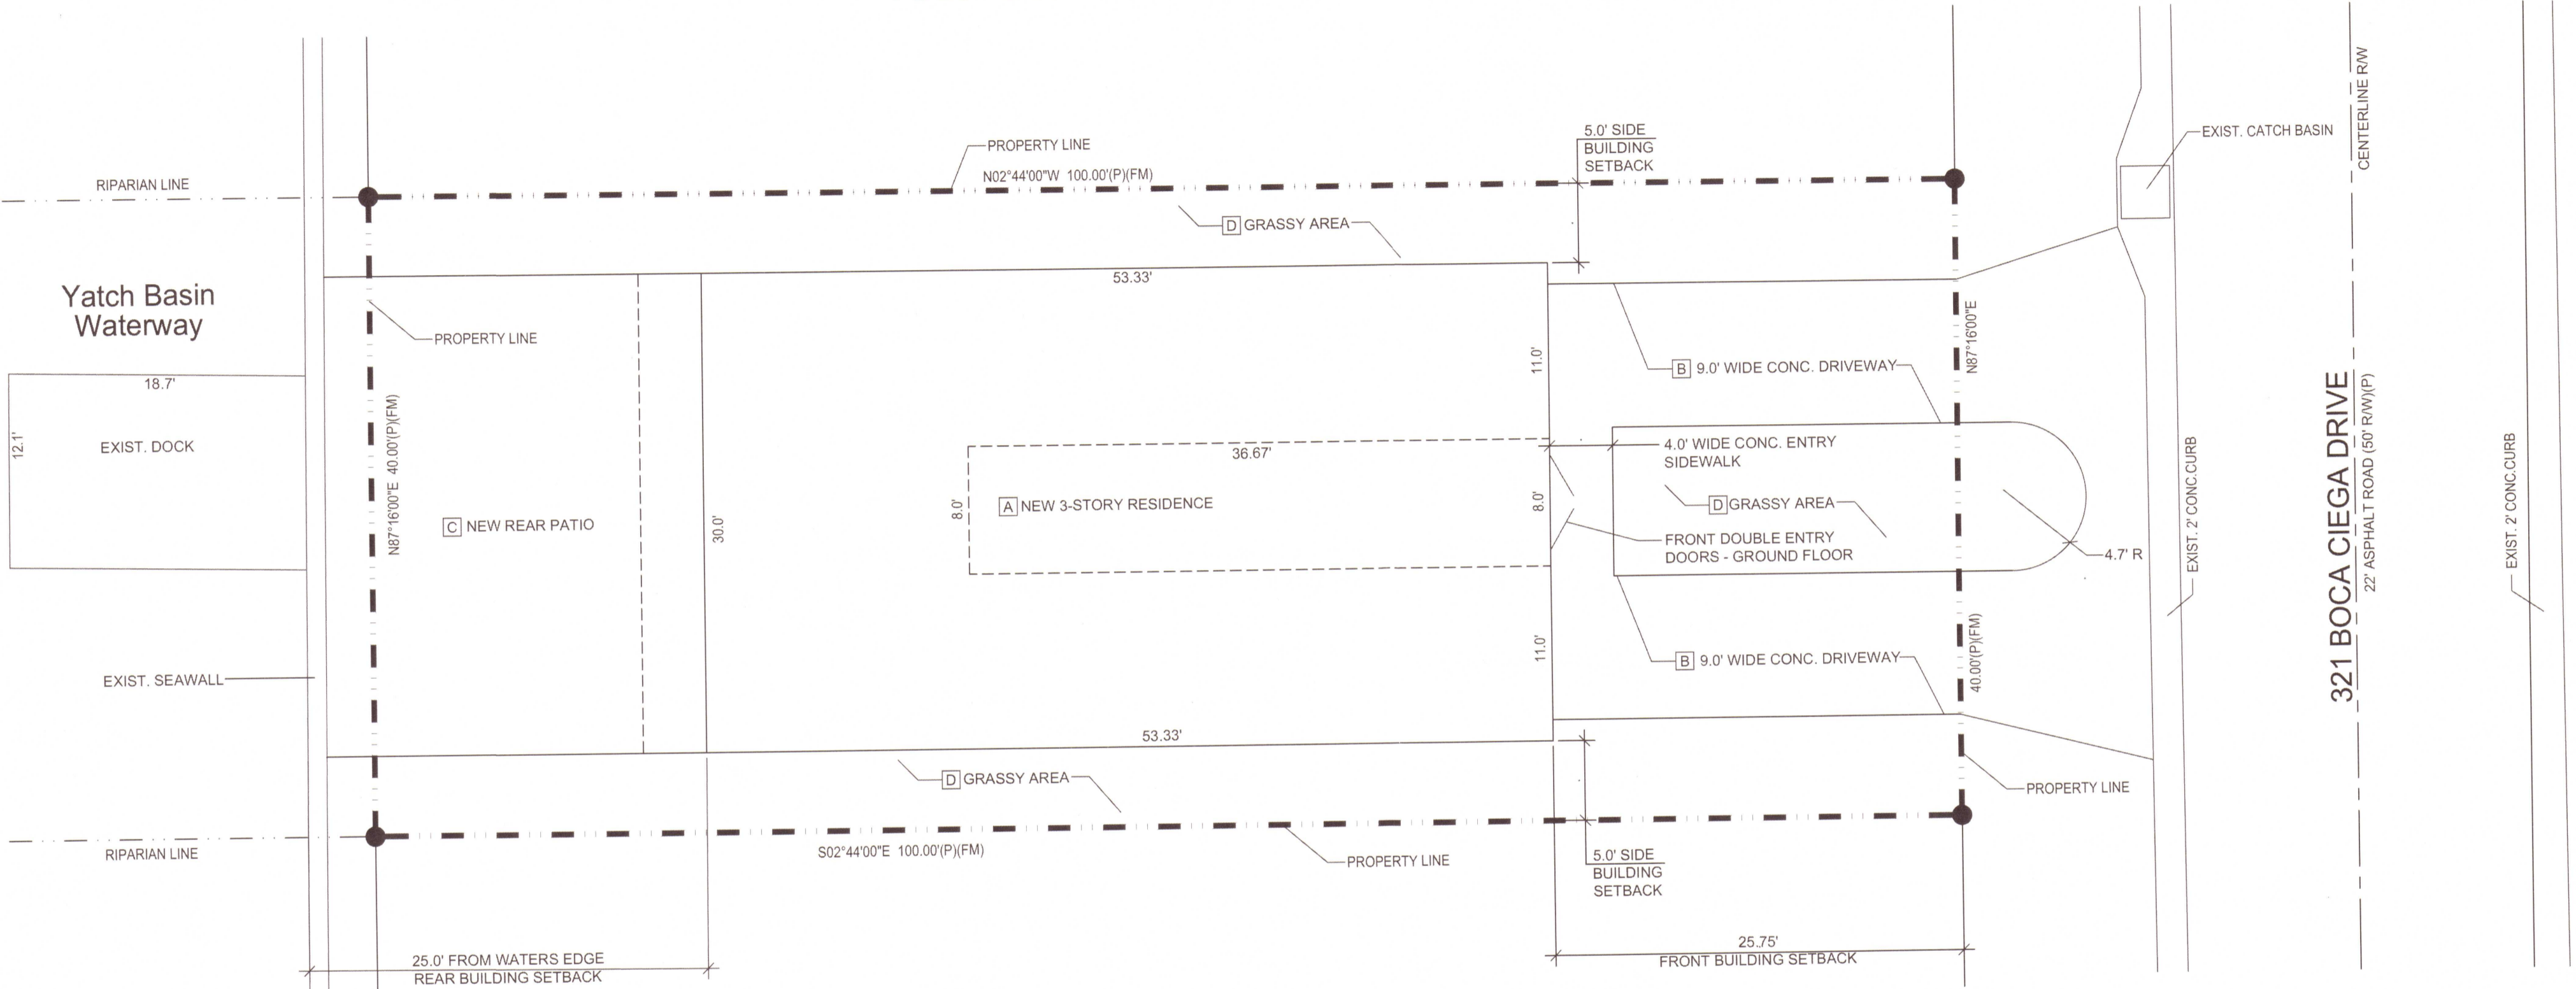 RIPARIAN LINE
Yatch Basin
Waterway
18.7'
12.1'
EXIST. DOCK
EXIST. SEAWALL
RIPARIAN LINE
PROPERTY LINE
N02°44'00"W 100.00'(P)(FM)
D GRASSY AREA
5.0' SIDE
BUILDING
SETBACK
53.33'
PROPERTY LINE
N87°16'00"E 40.00'(P)(FM)
C NEW REAR PATIO
30.0'
36.67'
8.0'
A NEW 3-STORY RESIDENCE
11.0'
8.0'
11.0'
53.33'
D GRASSY AREA
S02°44'00"E 100.00'(P)(FM)
PROPERTY LINE
5.0' SIDE
BUILDING
SETBACK
25.0' FROM WATERS EDGE
REAR BUILDING SETBACK
25.75'
FRONT BUILDING SETBACK
B 9.0' WIDE CONC. DRIVEWAY
4.0' WIDE CONC. ENTRY
SIDEWALK
D GRASSY AREA
FRONT DOUBLE ENTRY
DOORS - GROUND FLOOR
B 9.0' WIDE CONC. DRIVEWAY
N87°16'00"E
40.00'(P)(FM)
4.7' R
PROPERTY LINE
EXIST. CATCH BASIN
EXIST. 2' CONC.CURB
CENTERLINE R/W
321 BOCA CIEGA DRIVE
22' ASPHALT ROAD (50' R/W)(P)
EXIST. 2' CONC.CURB